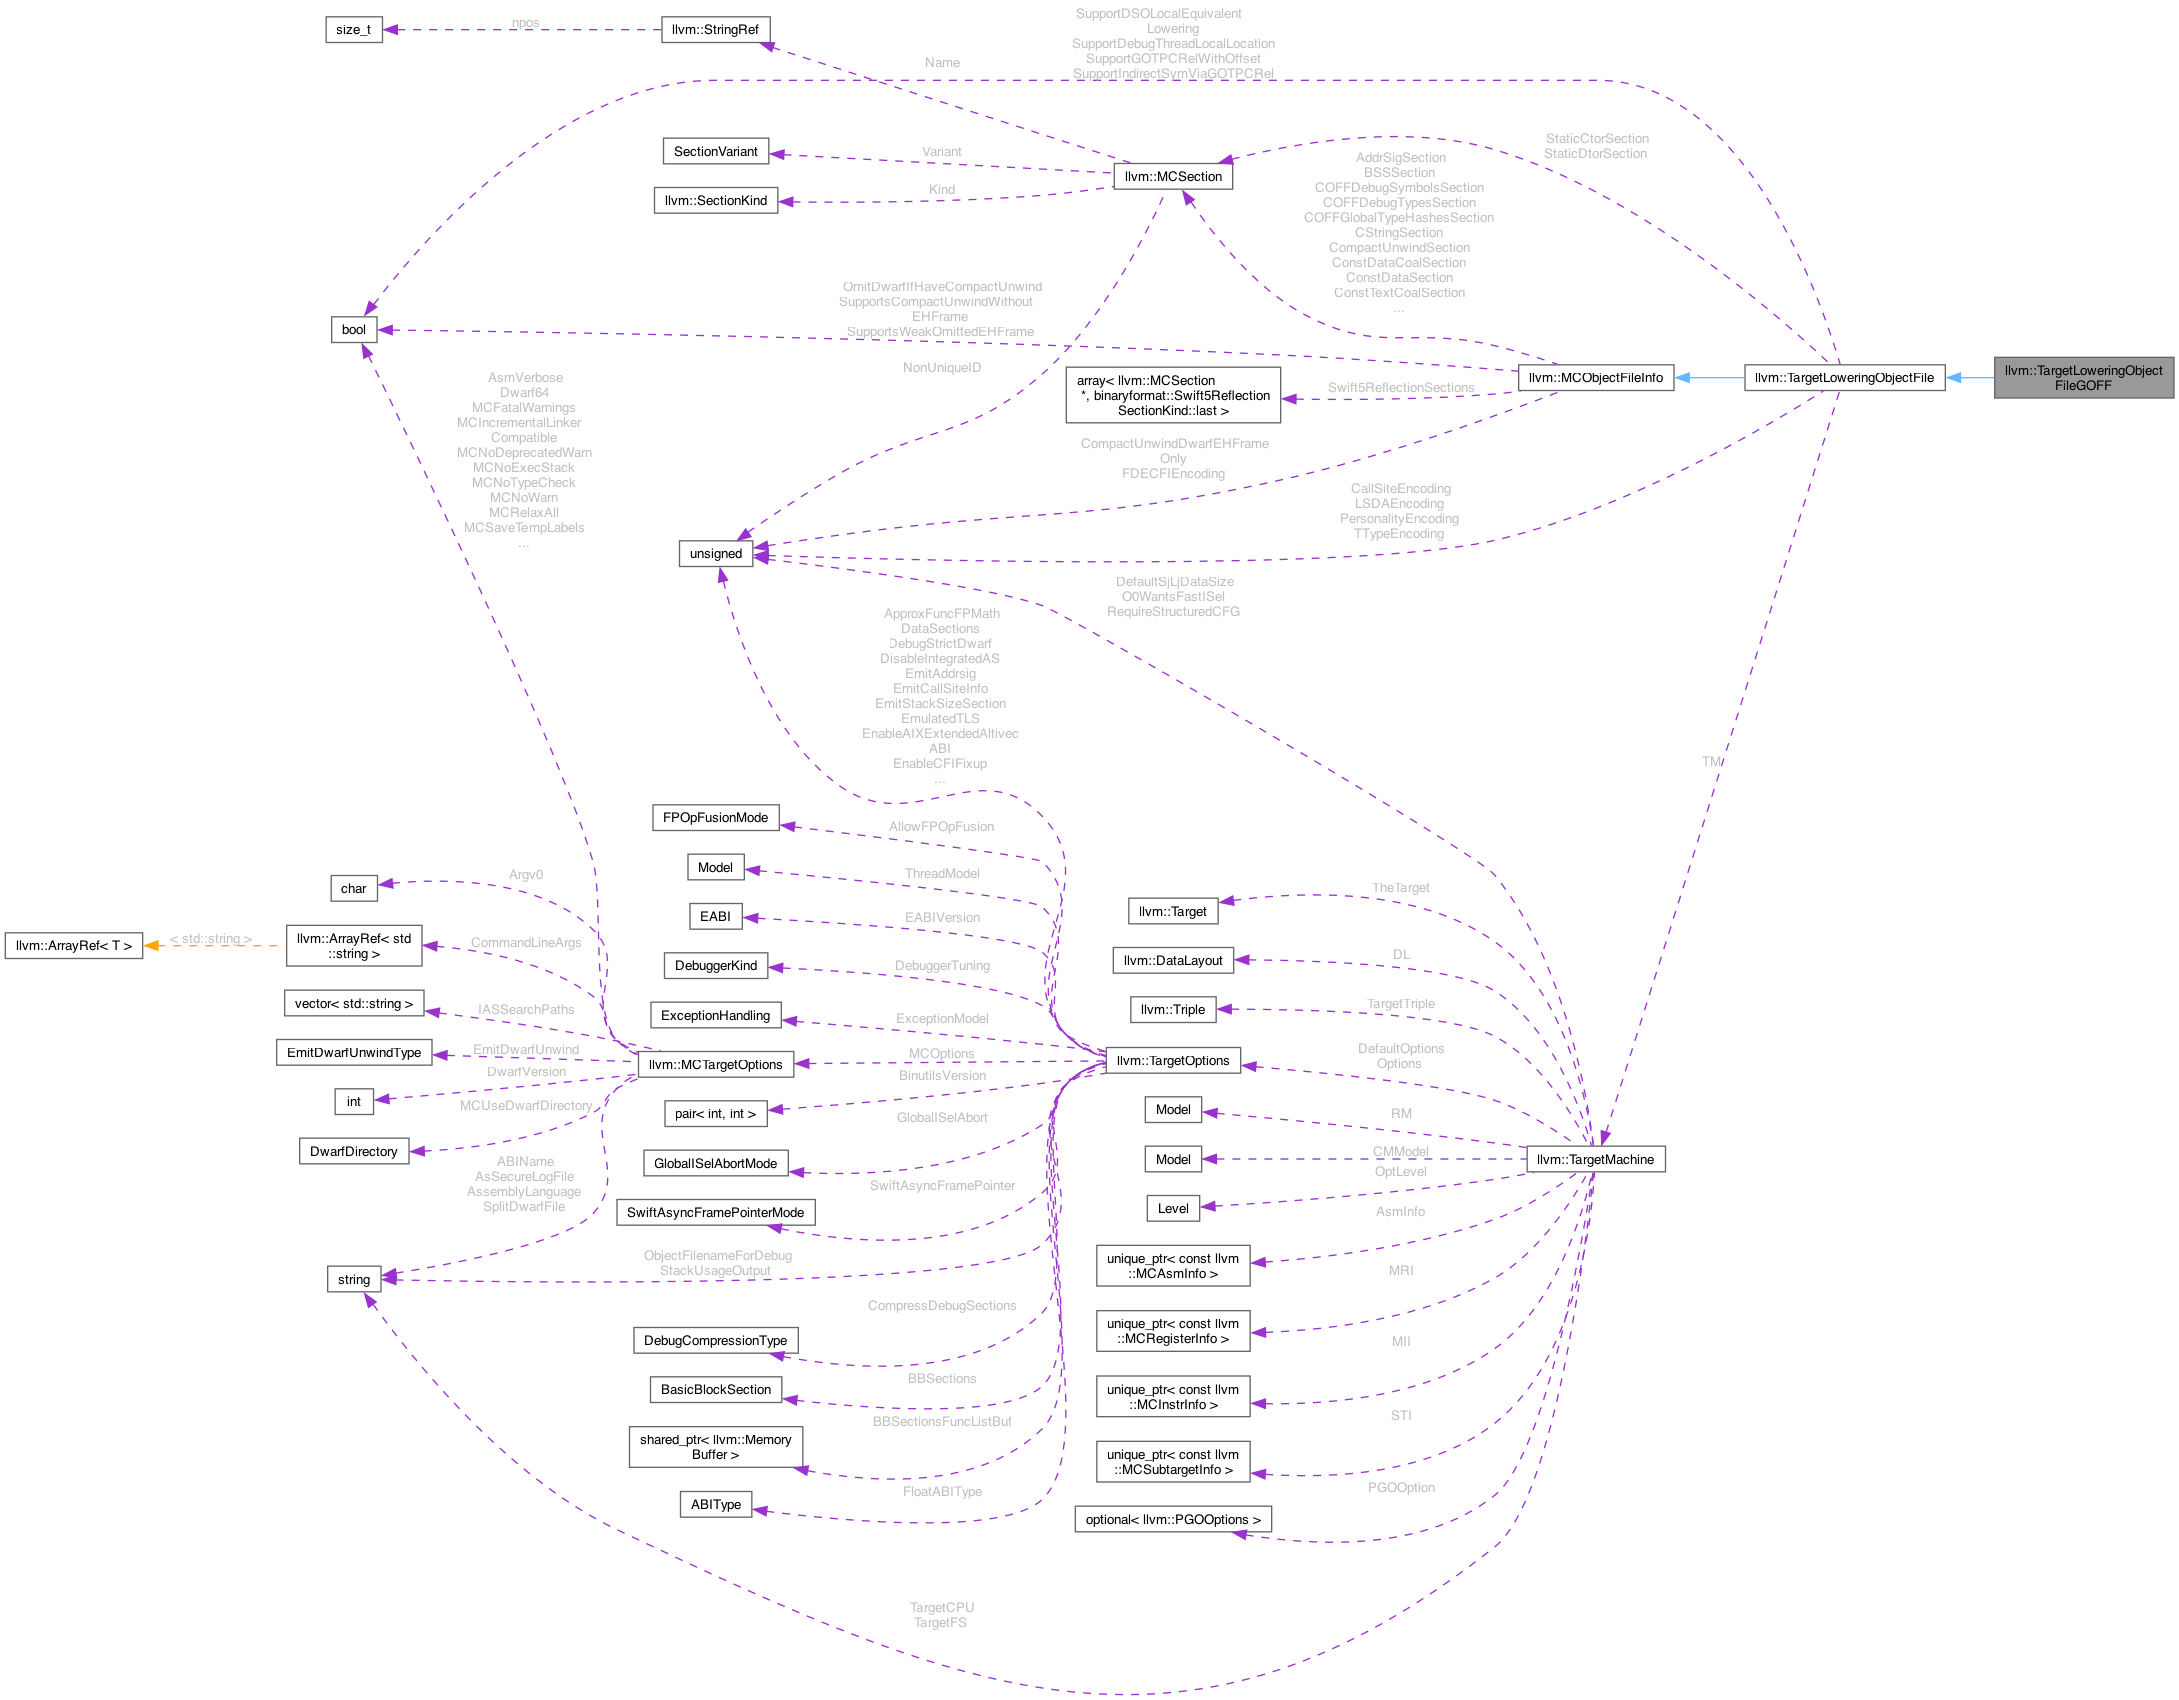 size_t
npos
llvm::StringRef
SupportDSOLocalEquivalent
Lowering
SupportDebugThreadLocalLocation
SupportGOTPCRelWithOffset
SupportIndirectSymViaGOTPCRel
Name
SectionVariant
Variant
llvm::SectionKind
Kind
llvm::MCSection
StaticCtorSection
StaticDtorSection
AddrSigSection
BSSSection
COFFDebugSymbolsSection
COFFDebugTypesSection
COFFGlobalTypeHashesSection
CStringSection
CompactUnwindSection
ConstDataCoalSection
ConstDataSection
ConstTextCoalSection
...
bool
OmitDwarfIfHaveCompactUnwind
SupportsCompactUnwindWithout
EHFrame
SupportsWeakOmittedEHFrame
NonUniqueID
array< llvm::MCSection
*, binaryformat::Swift5Reflection
SectionKind::last >
Swift5ReflectionSections
llvm::MCObjectFileInfo
llvm::TargetLoweringObjectFile
llvm::TargetLoweringObject
FileGOFF
AsmVerbose
Dwarf64
MCFatalWarnings
MCIncrementalLinker
Compatible
MCNoDeprecatedWarn
MCNoExecStack
MCNoTypeCheck
MCNoWarn
MCRelaxAll
MCSaveTempLabels
...
CompactUnwindDwarfEHFrame
Only
FDECFIEncoding
CallSiteEncoding
LSDAEncoding
PersonalityEncoding
TTypeEncoding
unsigned
DefaultSjLjDataSize
O0WantsFastISel
RequireStructuredCFG
ApproxFuncFPMath
DataSections
DebugStrictDwarf
DisableIntegratedAS
EmitAddrsig
EmitCallSiteInfo
EmitStackSizeSection
EmulatedTLS
EnableAIXExtendedAltivec
ABI
EnableCFIFixup
...
TM
FPOpFusionMode
AllowFPOpFusion
Model
ThreadModel
EABI
EABIVersion
DebuggerKind
DebuggerTuning
ExceptionHandling
ExceptionModel
char
Argv0
llvm::ArrayRef< T >
< std::string >
llvm::ArrayRef< std
::string >
CommandLineArgs
vector< std::string >
IASSearchPaths
EmitDwarfUnwindType
EmitDwarfUnwind
int
DwarfVersion
DwarfDirectory
MCUseDwarfDirectory
llvm::MCTargetOptions
MCOptions
llvm::TargetOptions
pair< int, int >
BinutilsVersion
GlobalISelAbortMode
GlobalISelAbort
SwiftAsyncFramePointerMode
SwiftAsyncFramePointer
ABIName
AsSecureLogFile
AssemblyLanguage
SplitDwarfFile
string
ObjectFilenameForDebug
StackUsageOutput
DebugCompressionType
CompressDebugSections
BasicBlockSection
BBSections
shared_ptr< llvm::Memory
Buffer >
BBSectionsFuncListBuf
ABIType
FloatABIType
llvm::Target
TheTarget
llvm::DataLayout
DL
llvm::Triple
TargetTriple
DefaultOptions
Options
Model
RM
Model
CMModel
Level
OptLevel
llvm::TargetMachine
unique_ptr< const llvm
::MCAsmInfo >
AsmInfo
unique_ptr< const llvm
::MCRegisterInfo >
MRI
unique_ptr< const llvm
::MCInstrInfo >
MII
unique_ptr< const llvm
::MCSubtargetInfo >
STI
optional< llvm::PGOOptions >
PGOOption
TargetCPU
TargetFS